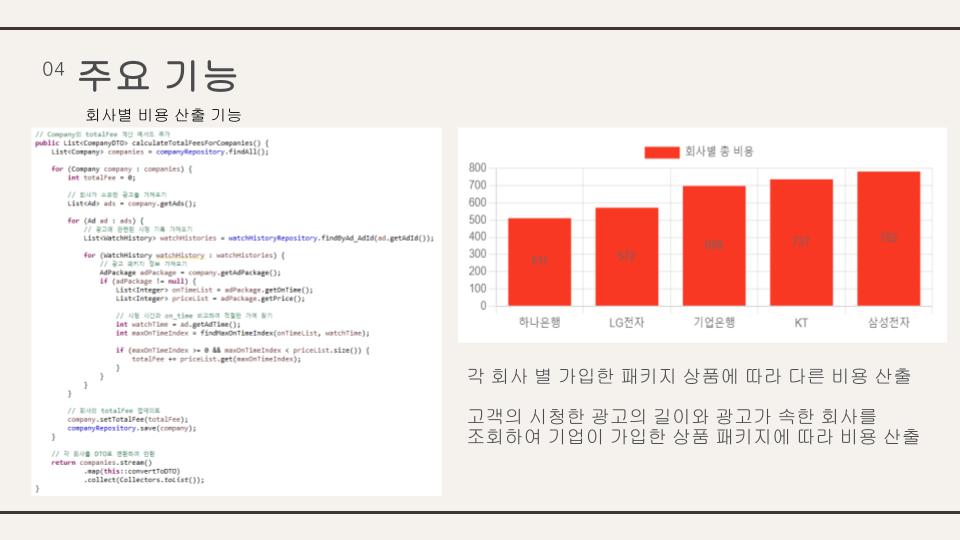 04 주요 기능
회사별 비용 산출 기능
// Company의 totalFee 계산 메서드 추가
public List<CompanyDTO> calculateTotalFeesForCompanies() {
List<Company> companies = companyRepository.findAll();
for (Company company : companies) {
int totalFee = 0;
// 회사가 소유한 광고를 가져오기
List<Ad> ads = company.getAds();
for (Ad ad : ads) {
// 광고에 관련된 시청 기록 가져오기
List<WatchHistory> watchHistories = watchHistoryRepository.findByAd_AdId(ad.getAdId());
for (WatchHistory watchHistory : watchHistories) {
// 광고 패키지 정보 가져오기
AdPackage adPackage = company.getAdPackage();
if (adPackage != null) {
List<Integer> onTimeList = adPackage.getOnTime();
List<Integer> priceList = adPackage.getPrice();
// 시청 시간과 on_time 비교하여 적절한 가격 찾기
int watchTime = ad.getAdTime();
int maxOnTimeIndex = findMaxOnTimeIndex(onTimeList, watchTime);
if (maxOnTimeIndex >= 0 && maxOnTimeIndex < priceList.size()) {
totalFee += priceList.get(maxOnTimeIndex);
}
}
}
}
// 회사의 totalFee 업데이트
company.setTotalFee(totalFee);
companyRepository.save(company);
}
// 각 회사를 DTO로 변환하여 반환
return companies.stream()
.map(this::convertToDTO)
.collect(Collectors.toList());
}
회사별 총 비용
800
700
600
500
400
300
200
100
0
511 572 698 737 782
하나은행 LG전자 기업은행 KT 삼성전자
각 회사 별 가입한 패키지 상품에 따라 다른 비용 산출
고객의 시청한 광고의 길이와 광고가 속한 회사를
조회하여 기업이 가입한 상품 패키지에 따라 비용 산출